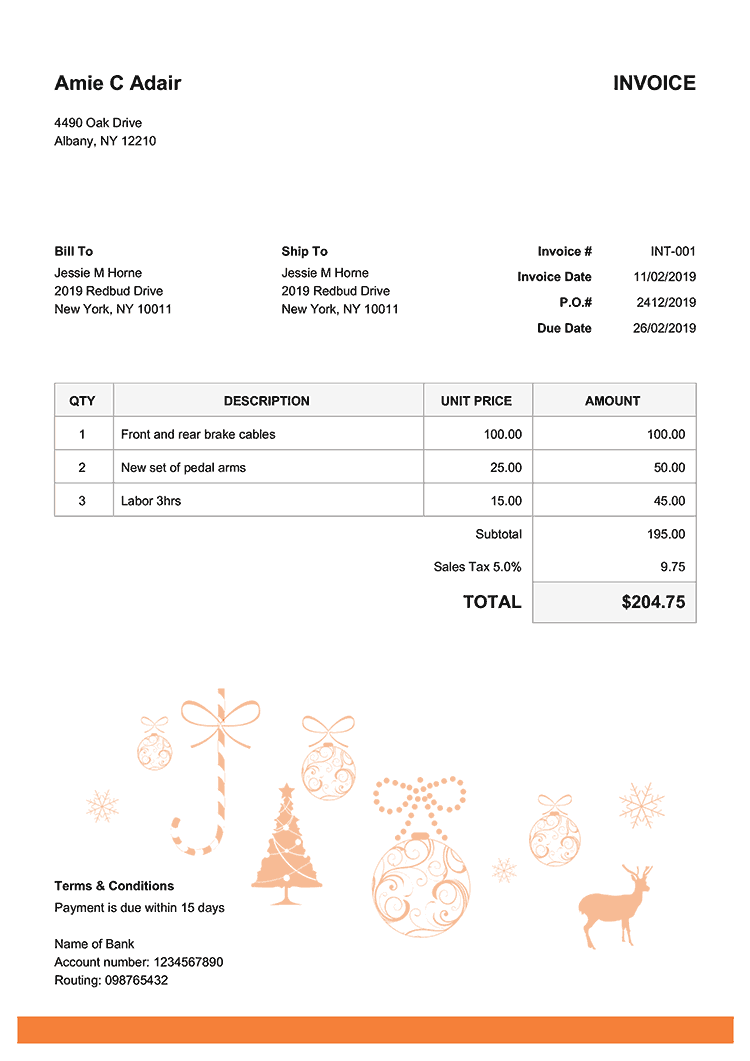 Amie C Adair
INVOICE
4490 Oak Drive
Albany, NY 12210
Bill To
Jessie M Horne
2019 Redbud Drive
New York, NY 10011
Ship To
Jessie M Horne
2019 Redbud Drive
New York, NY 10011
Invoice # INT-001
Invoice Date 11/02/2019
P.O.# 2412/2019
Due Date 26/02/2019
QTY DESCRIPTION UNIT PRICE AMOUNT
1 Front and rear brake cables 100.00 100.00
2 New set of pedal arms 25.00 50.00
3 Labor 3hrs 15.00 45.00
Subtotal 195.00
Sales Tax 5.0% 9.75
TOTAL $204.75
Terms & Conditions
Payment is due within 15 days
Name of Bank
Account number: 1234567890
Routing: 098765432